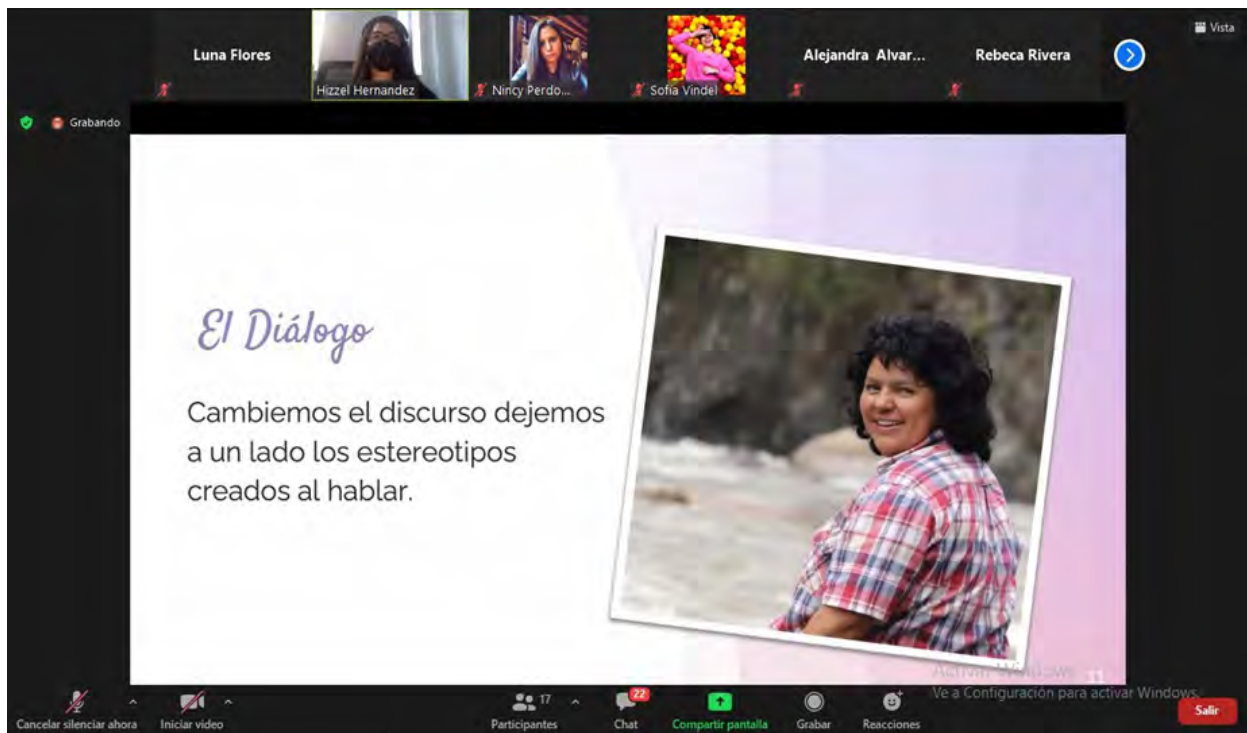 Vista
Luna Flores
Hizzel Hernandez
Nincy Perdo...
Sofía Vindel
Alejandra Alvar...
Rebeca Rivera
Grabando
El Diálogo
Cambiemos el discurso dejemos
a un lado los estereotipos
creados al hablar.
Activar Windows
11
Ve a Configuración para activar Windows.
Cancelar silenciar ahora
Iniciar video
17
Participantes
22
Chat
Compartir pantalla
Grabar
Reacciones
Salir